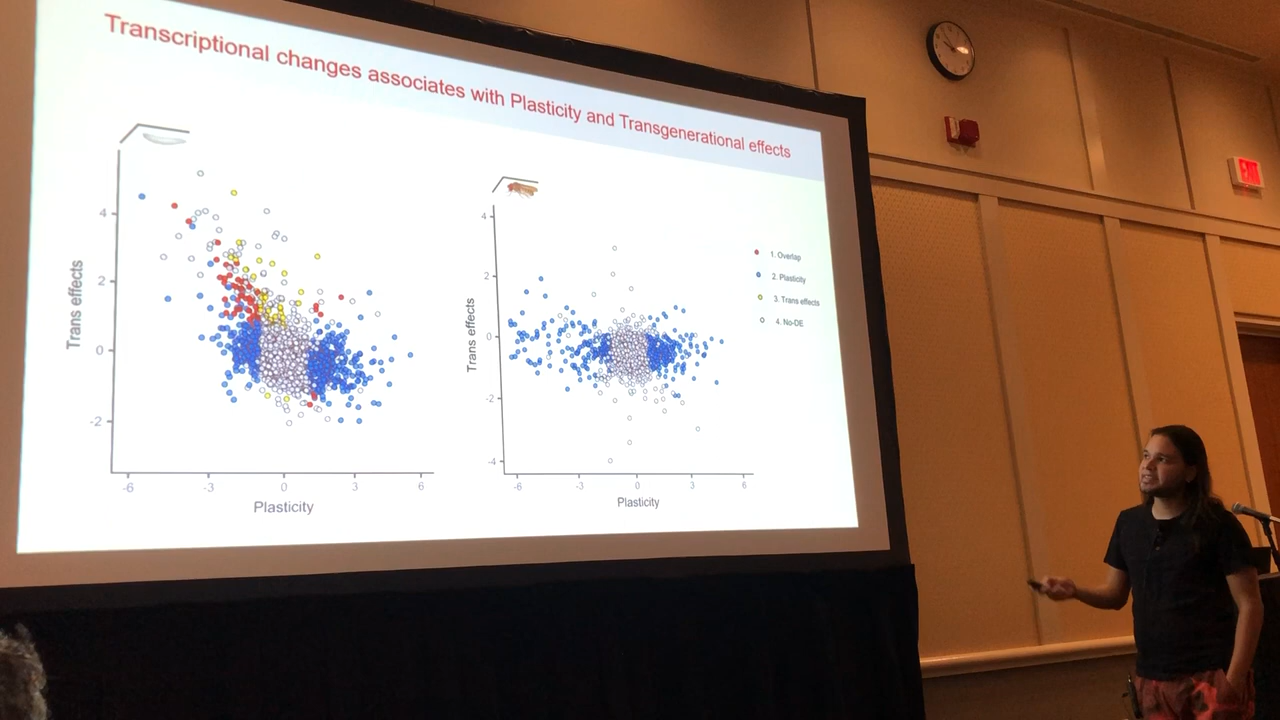 Transcriptional changes associates with Plasticity and Transgenerational effects
Trans effects
4
2
0
-2
-6
-3
0
3
6
Plasticity
Trans effects
4
2
0
-2
-4
-6
-3
0
3
6
Plasticity
1. Overlap
2. Plasticity
3. Trans effects
4. No-DE
EXIT